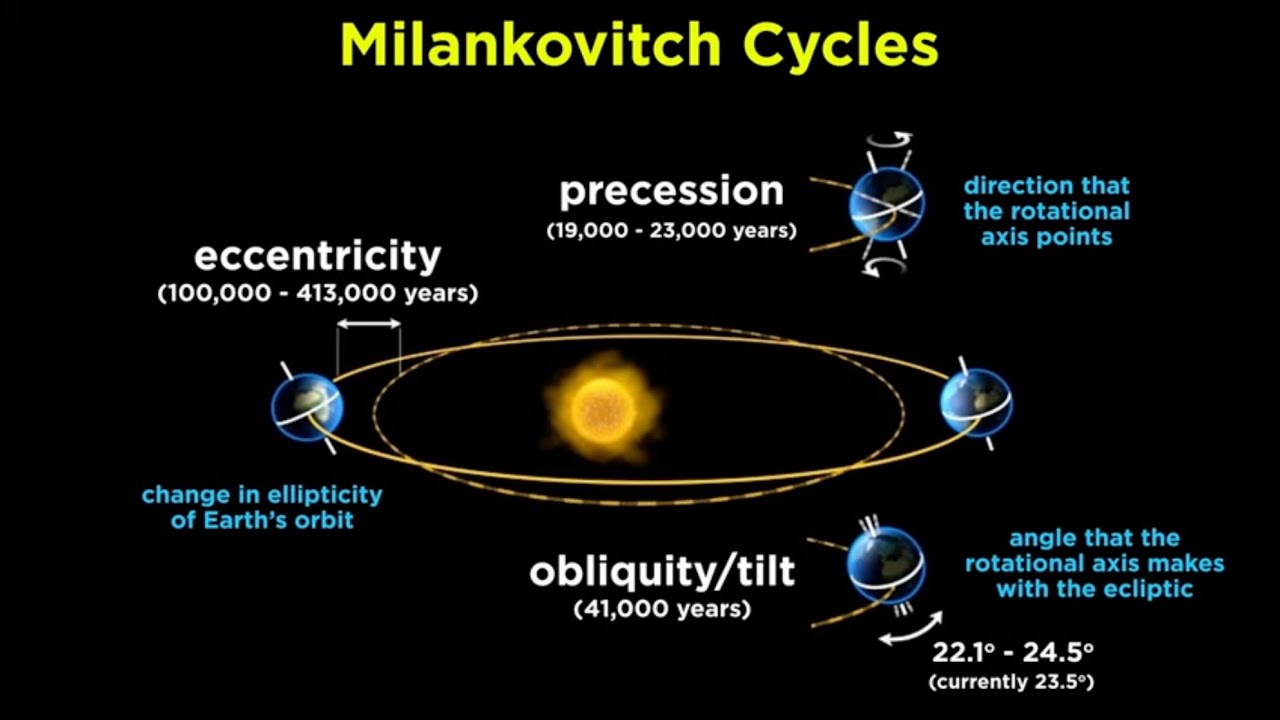 Milankovitch Cycles
precession
(19,000 - 23,000 years)
direction that
the rotational
axis points
eccentricity
(100,000 - 413,000 years)
change in ellipticity
of Earth's orbit
obliquity/tilt
(41,000 years)
angle that the
rotational axis makes
with the ecliptic
22.1° - 24.5°
(currently 23.5°)